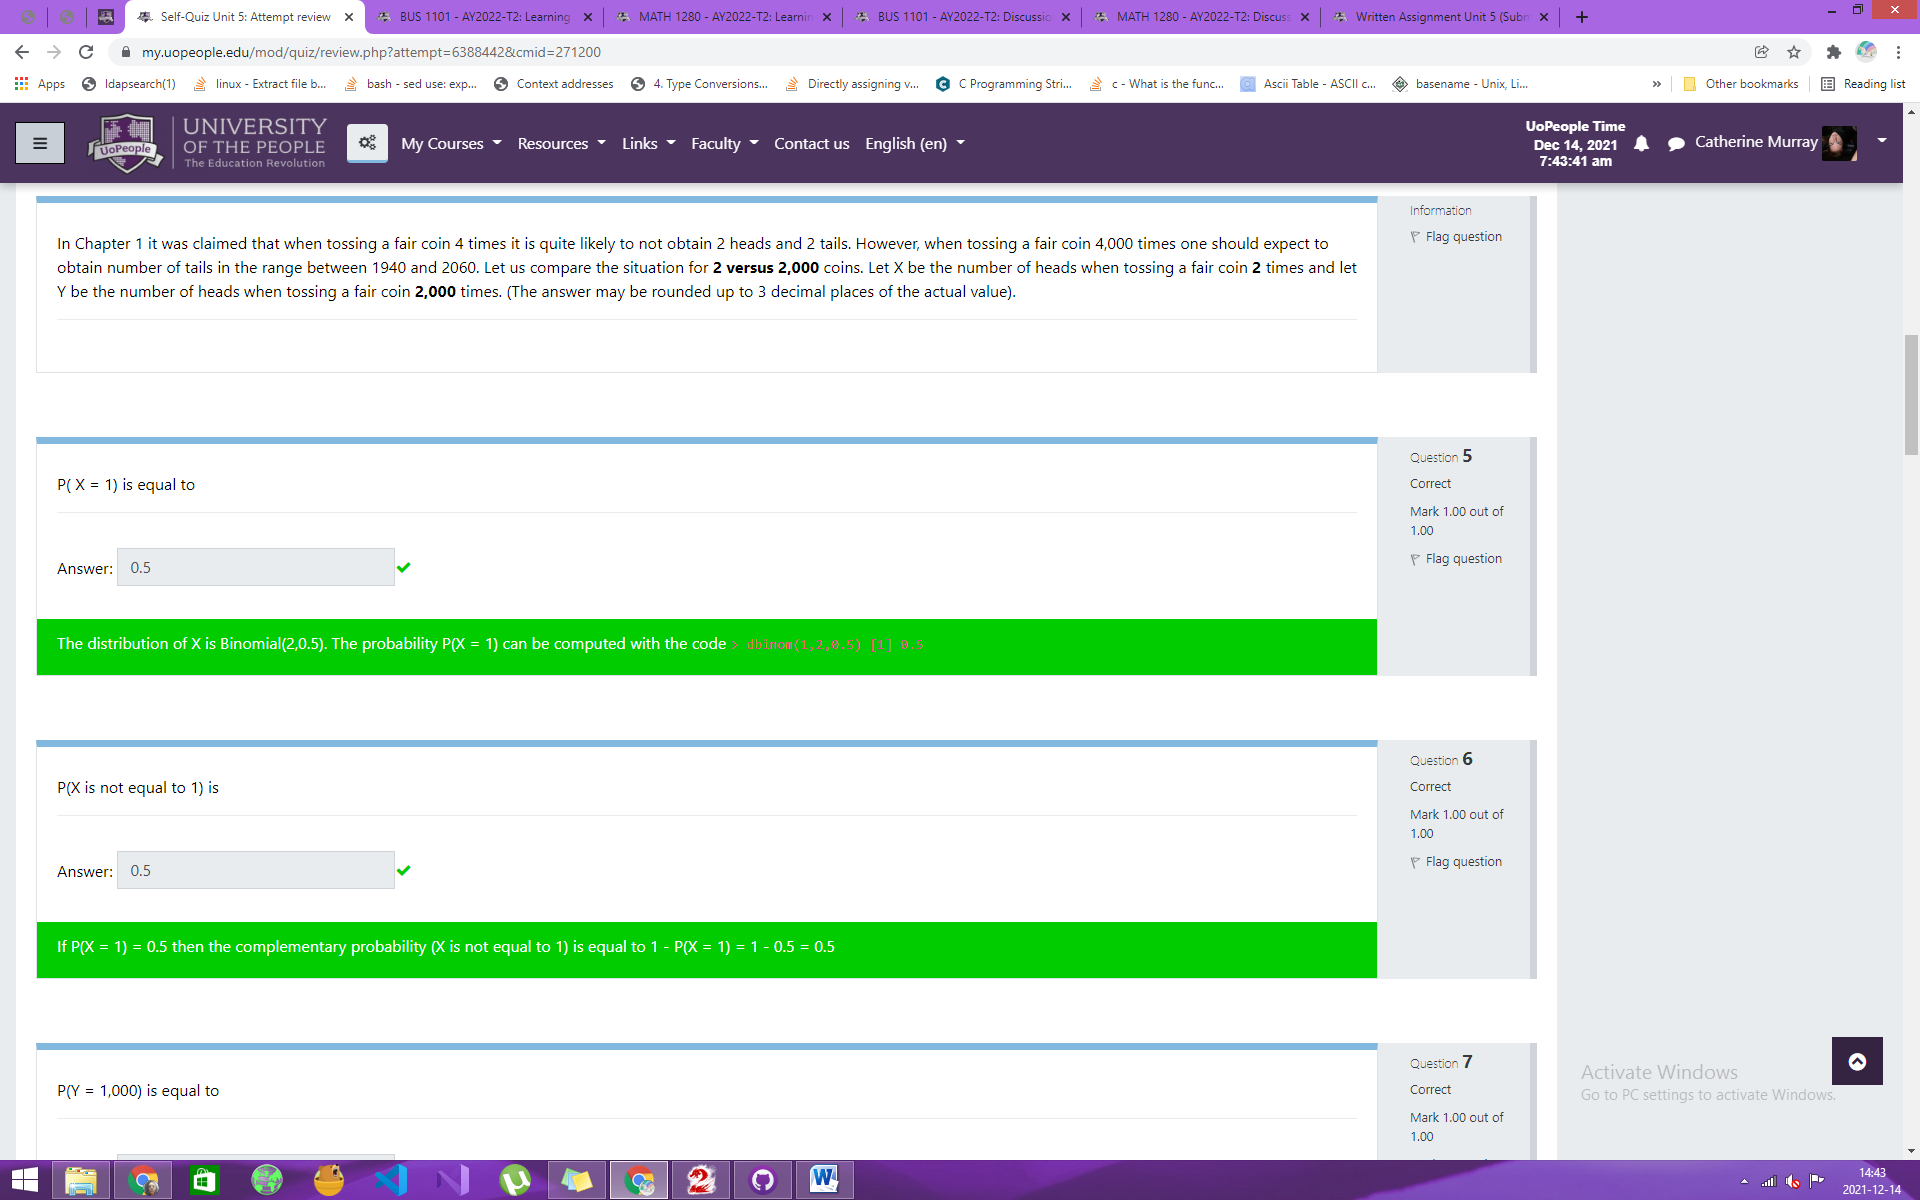 Self-Quiz Unit 5: Attempt review
BUS 1101 - AY2022-T2: Learning
MATH 1280 - AY2022-T2: Learnin
BUS 1101 - AY2022-T2: Discussio
MATH 1280 - AY2022-T2: Discuss
Written Assignment Unit 5 (Subm
my.uopeople.edu/mod/quiz/review.php?attempt=6388442&cmid=271200
Apps
ldapsearch(1)
linux - Extract file b...
bash - sed use: exp...
Context addresses
4. Type Conversions...
Directly assigning v...
C Programming Stri...
c - What is the func...
Ascii Table - ASCII c...
basename - Unix, Li...
»
Other bookmarks
Reading list
UoPeople
UNIVERSITY
OF THE PEOPLE
The Education Revolution
My Courses
Resources
Links
Faculty
Contact us
English (en)
UoPeople Time
Dec 14, 2021
7:43:41 am
Catherine Murray
In Chapter 1 it was claimed that when tossing a fair coin 4 times it is quite likely to not obtain 2 heads and 2 tails. However, when tossing a fair coin 4,000 times one should expect to
obtain number of tails in the range between 1940 and 2060. Let us compare the situation for 2 versus 2,000 coins. Let X be the number of heads when tossing a fair coin 2 times and let
Y be the number of heads when tossing a fair coin 2,000 times. (The answer may be rounded up to 3 decimal places of the actual value).
Information
Flag question
P( X = 1) is equal to
Answer: 0.5
The distribution of X is Binomial(2,0.5). The probability P(X = 1) can be computed with the code > dbinom(1,2,0.5) [1] 0.5
Question 5
Correct
Mark 1.00 out of
1.00
Flag question
P(X is not equal to 1) is
Answer: 0.5
If P(X = 1) = 0.5 then the complementary probability (X is not equal to 1) is equal to 1 - P(X = 1) = 1 - 0.5 = 0.5
Question 6
Correct
Mark 1.00 out of
1.00
Flag question
P(Y = 1,000) is equal to
Question 7
Correct
Mark 1.00 out of
1.00
Activate Windows
Go to PC settings to activate Windows.
14:43
2021-12-14